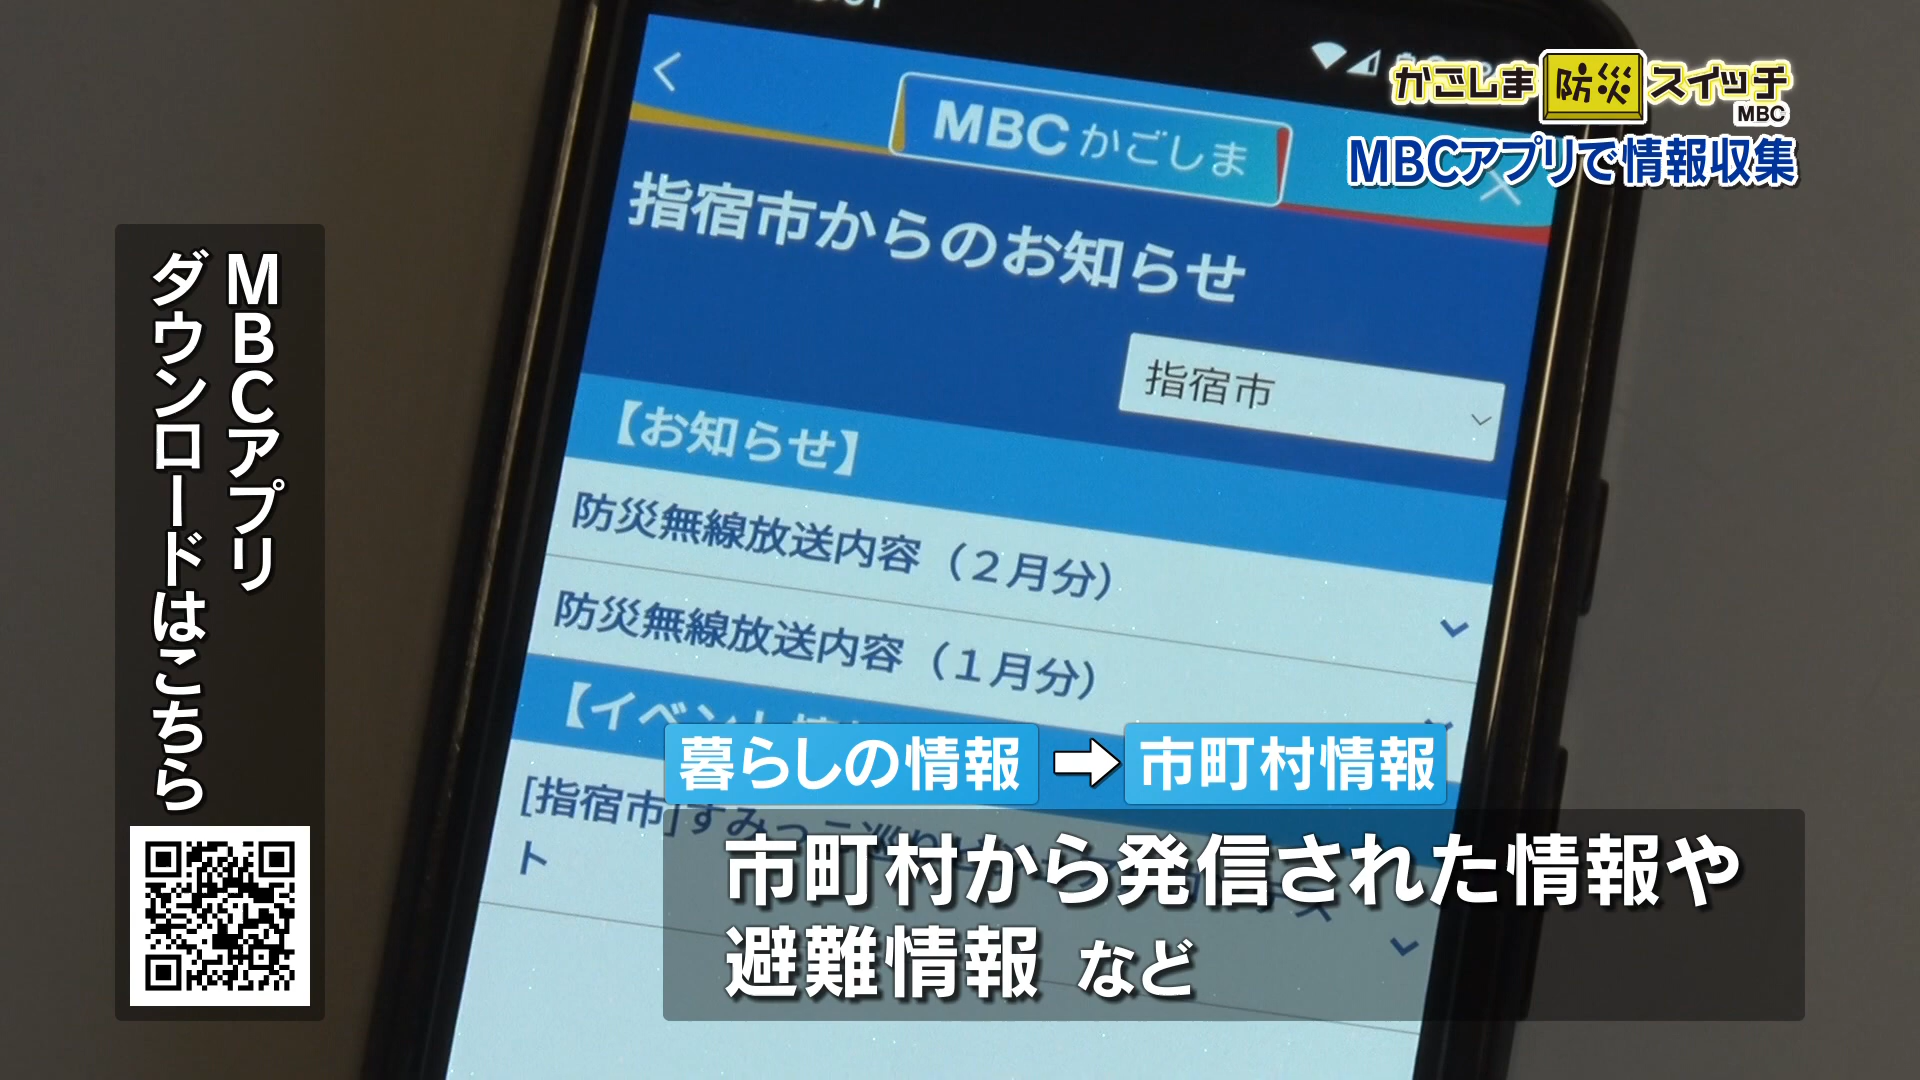 かごしま防災スイッチ
MBC
MBCアプリで情報収集
MBCかごしま
指宿市からのお知らせ
指宿市
【お知らせ】
防災無線放送内容（２月分）
防災無線放送内容（１月分）
【イベント
[指宿市]
ト
MBCアプリ
ダウンロードはこちら
暮らしの情報
市町村情報
市町村から発信された情報や
避難情報 など